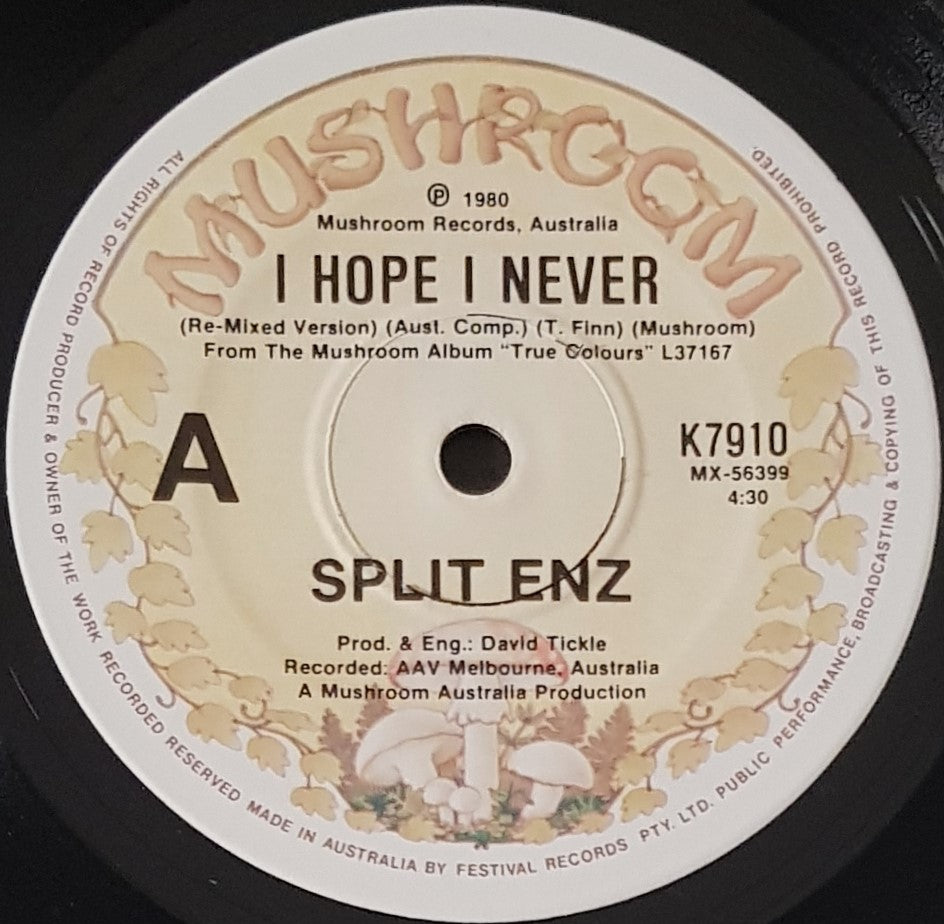 MUSHROOM
℗ 1980
Mushroom Records, Australia
I HOPE I NEVER
(Re-Mixed Version) (Aust. Comp.) (T. Finn) (Mushroom)
From The Mushroom Album "True Colours" L37167
A
K7910
MX-56399
4:30
SPLIT ENZ
Prod. & Eng.: David Tickle
Recorded: AAV Melbourne, Australia
A Mushroom Australia Production
ALL RIGHTS OF RECORD PRODUCER & OWNER OF THE WORK RECORDED RESERVED MADE IN AUSTRALIA BY FESTIVAL RECORDS PTY. LTD. PUBLIC PERFORMANCE, BROADCASTING & COPYING OF THIS RECORD PROHIBITED.